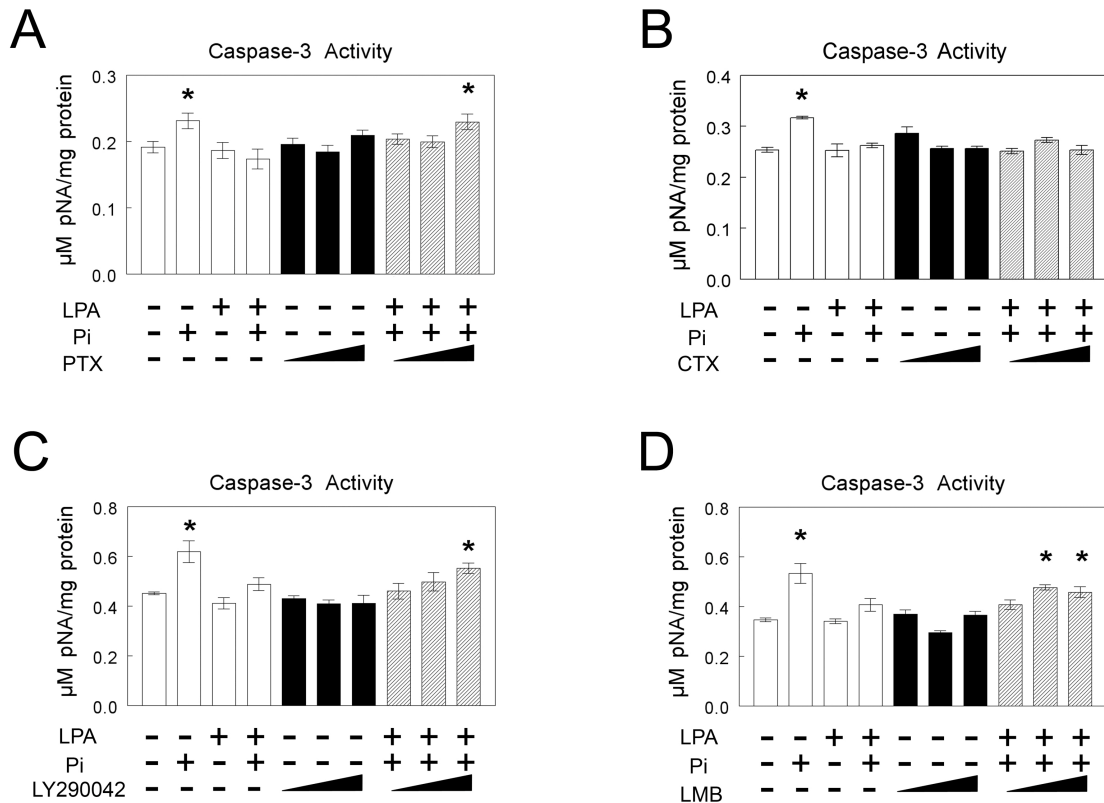 A
Caspase-3 Activity
µM pNA/mg protein
0.3
0.2
0.1
0.0
*
*
LPA - - + + - - - + + +
Pi - + - + - - - + + +
PTX - - - -
B
Caspase-3 Activity
µM pNA/mg protein
0.4
0.3
0.2
0.1
0.0
*
LPA - - + + - - - + + +
Pi - + - + - - - + + +
CTX - - - -
C
Caspase-3 Activity
µM pNA/mg protein
0.8
0.6
0.4
0.2
0.0
*
*
LPA - - + + - - - + + +
Pi - + - + - - - + + +
LY290042 - - - -
D
Caspase-3 Activity
µM pNA/mg protein
0.8
0.6
0.4
0.2
0.0
*
* *
LPA - - + + - - - + + +
Pi - + - + - - - + + +
LMB - - - -